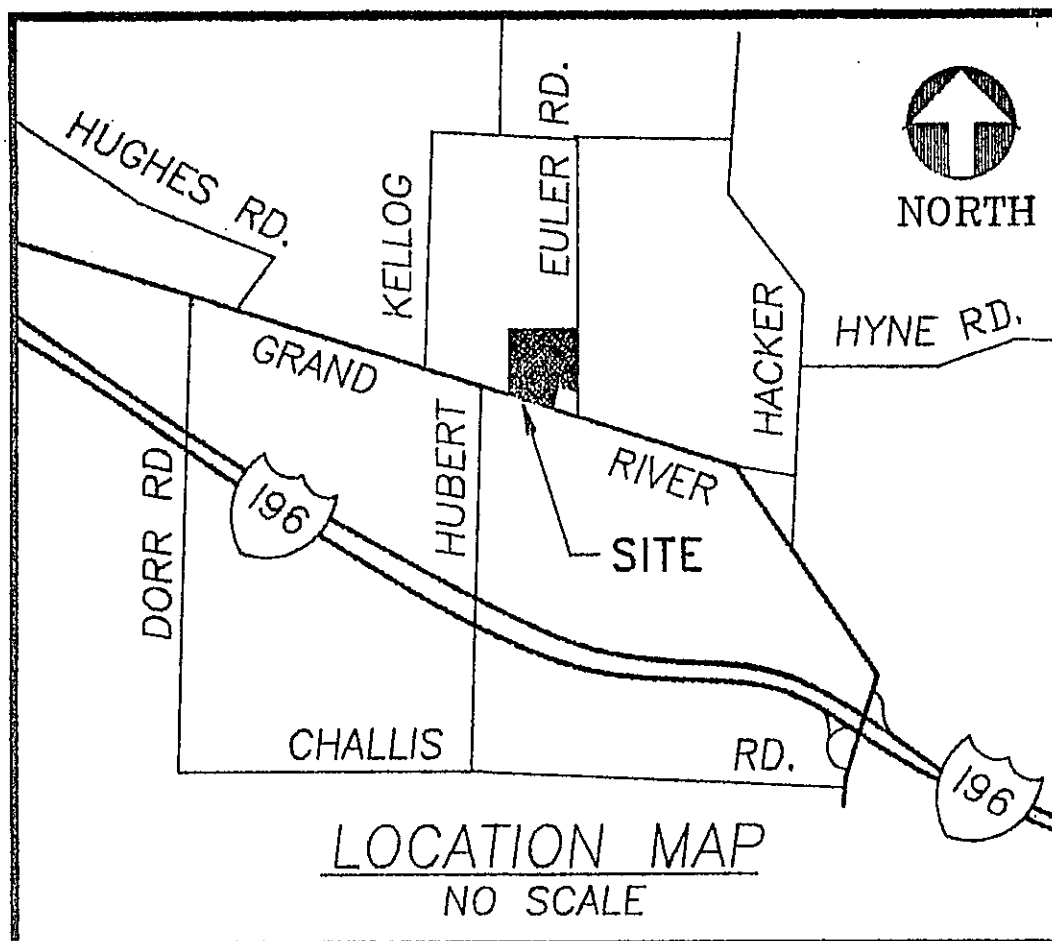 HUGHES RD.
KELLOG
EULER RD.
NORTH
HACKER
HYNE RD.
GRAND
RIVER
DORR RD
196
HUBERT
SITE
CHALLIS
RD.
196
LOCATION MAP
NO SCALE